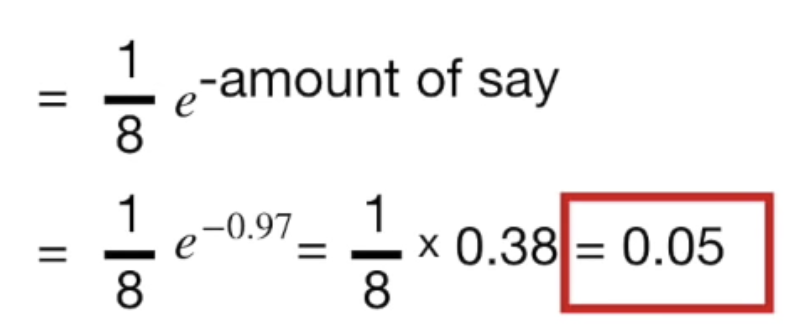 = 1/8 e^-amount of say
= 1/8 e^−0.97 = 1/8 x 0.38 = 0.05